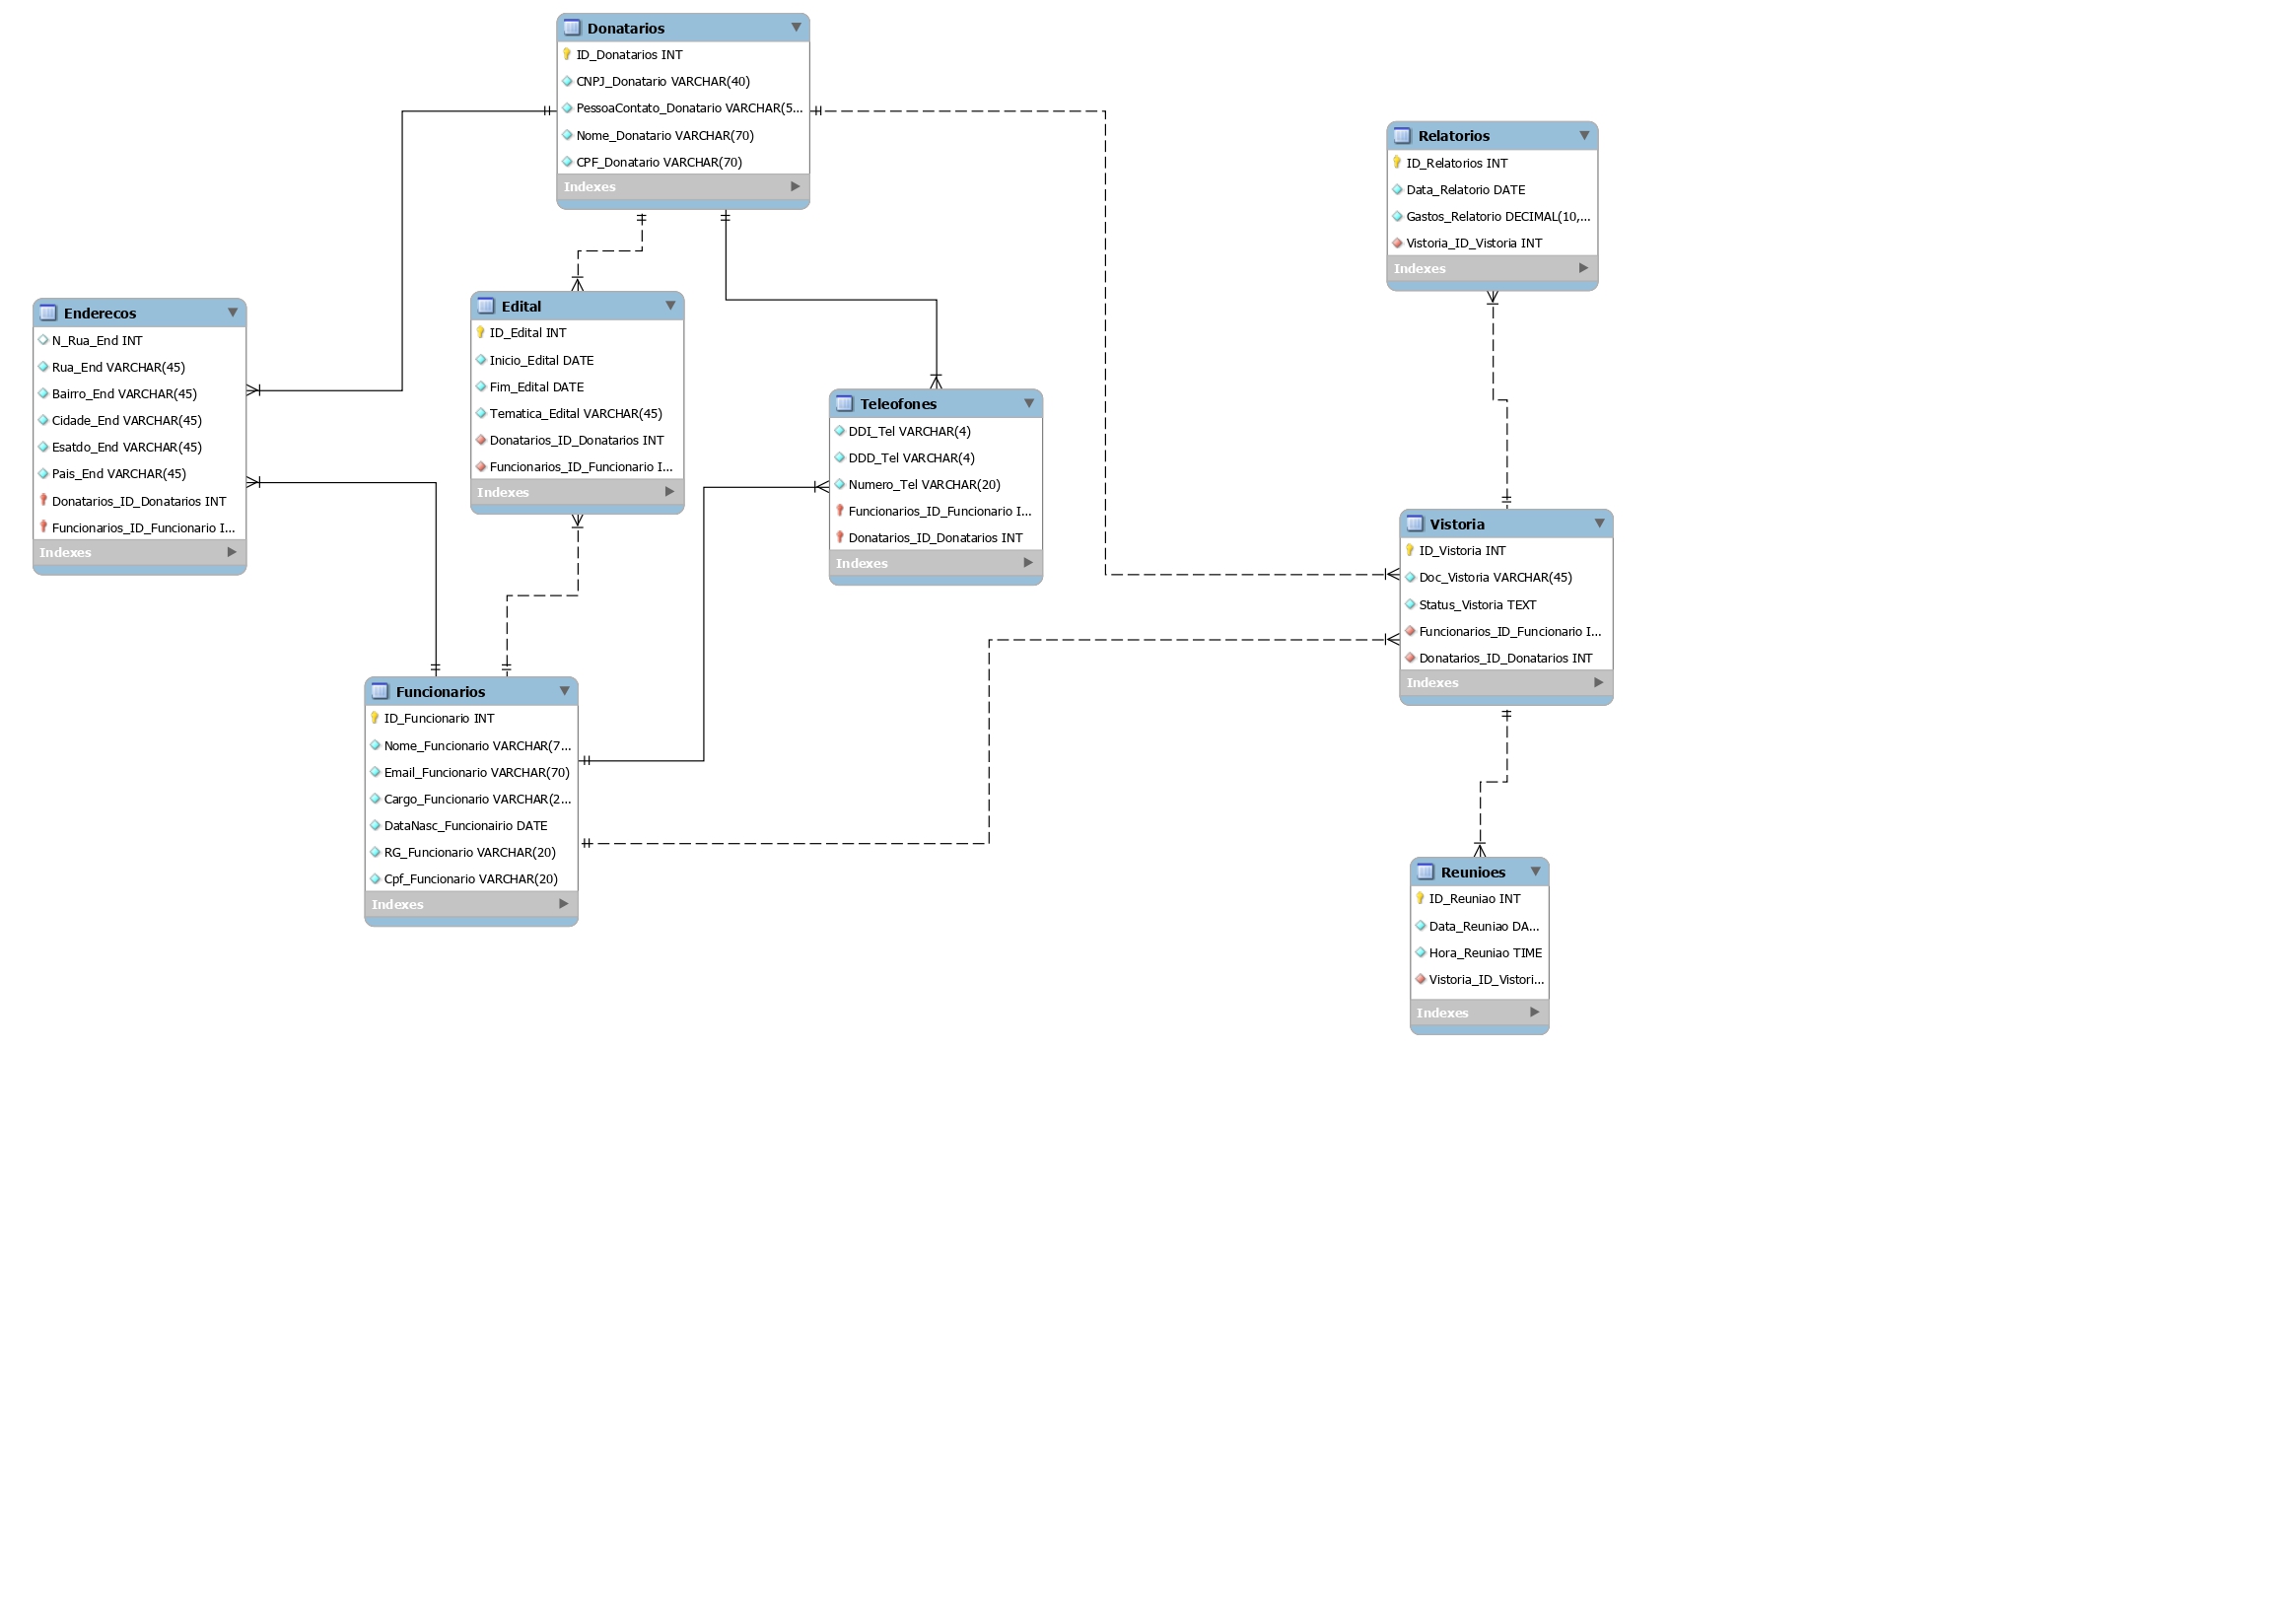 Donatarios
ID_Donatarios INT
CNPJ_Donatario VARCHAR(40)
PessoaContato_Donatario VARCHAR(5...
Nome_Donatario VARCHAR(70)
CPF_Donatario VARCHAR(70)
Indexes
Relatorios
ID_Relatorios INT
Data_Relatorio DATE
Gastos_Relatorio DECIMAL(10,...
Vistoria_ID_Vistoria INT
Indexes
Enderecos
N_Rua_End INT
Rua_End VARCHAR(45)
Bairro_End VARCHAR(45)
Cidade_End VARCHAR(45)
Esatdo_End VARCHAR(45)
Pais_End VARCHAR(45)
Donatarios_ID_Donatarios INT
Funcionarios_ID_Funcionario I...
Indexes
Edital
ID_Edital INT
Inicio_Edital DATE
Fim_Edital DATE
Tematica_Edital VARCHAR(45)
Donatarios_ID_Donatarios INT
Funcionarios_ID_Funcionario I...
Indexes
Teleofones
DDI_Tel VARCHAR(4)
DDD_Tel VARCHAR(4)
Numero_Tel VARCHAR(20)
Funcionarios_ID_Funcionario I...
Donatarios_ID_Donatarios INT
Indexes
Vistoria
ID_Vistoria INT
Doc_Vistoria VARCHAR(45)
Status_Vistoria TEXT
Funcionarios_ID_Funcionario I...
Donatarios_ID_Donatarios INT
Indexes
Funcionarios
ID_Funcionario INT
Nome_Funcionario VARCHAR(7...
Email_Funcionario VARCHAR(70)
Cargo_Funcionario VARCHAR(2...
DataNasc_Funcionairio DATE
RG_Funcionario VARCHAR(20)
Cpf_Funcionario VARCHAR(20)
Indexes
Reunioes
ID_Reuniao INT
Data_Reuniao DA...
Hora_Reuniao TIME
Vistoria_ID_Vistori...
Indexes